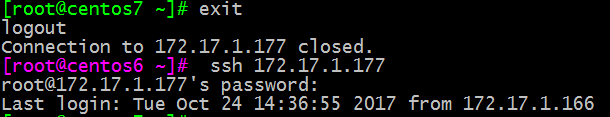 [root@centos7 ~]# exit
logout
Connection to 172.17.1.177 closed.
[root@centos6 ~]#  ssh 172.17.1.177
root@172.17.1.177's password:
Last login: Tue Oct 24 14:36:55 2017 from 172.17.1.166